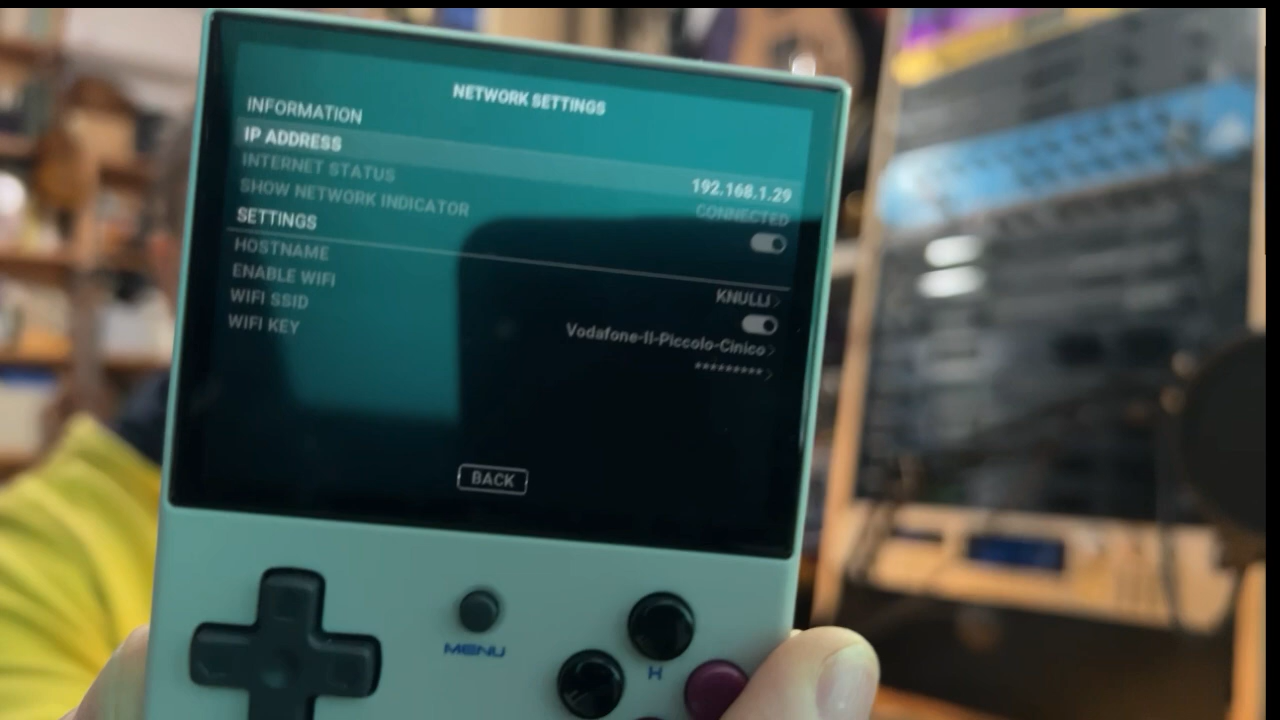 NETWORK SETTINGS
INFORMATION
IP ADDRESS 192.168.1.29
INTERNET STATUS CONNECTED
SHOW NETWORK INDICATOR
SETTINGS
HOSTNAME KNULLI
ENABLE WIFI
WIFI SSID Vodafone-Il-Piccolo-Cinico
WIFI KEY *********
BACK
MENU
H